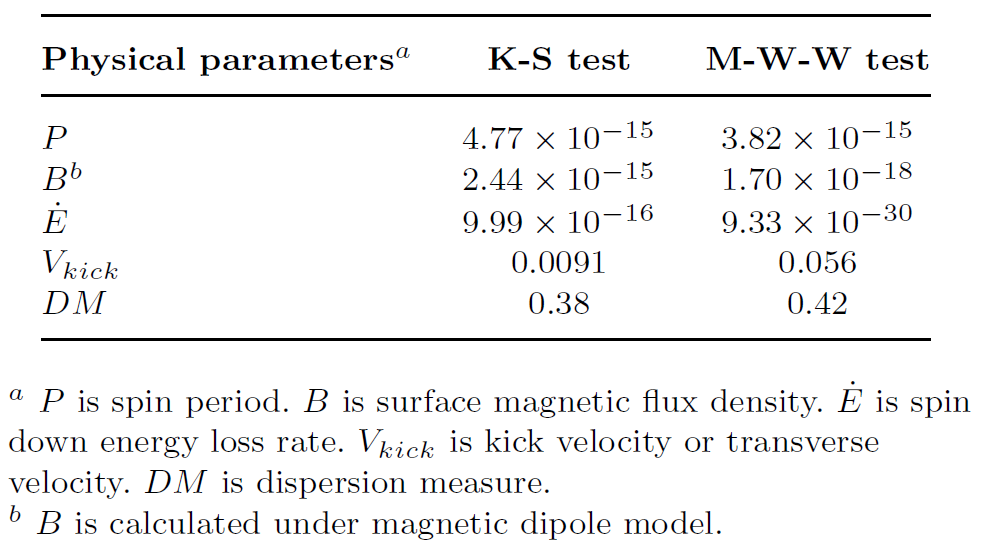 Physical parameters^a K-S test M-W-W test
P 4.77 × 10^−15 3.82 × 10^−15
B^b 2.44 × 10^−15 1.70 × 10^−18
Ė 9.99 × 10^−16 9.33 × 10^−30
V_kick 0.0091 0.056
DM 0.38 0.42
^a P is spin period. B is surface magnetic flux density. Ė is spin
down energy loss rate. V_kick is kick velocity or transverse
velocity. DM is dispersion measure.
^b B is calculated under magnetic dipole model.